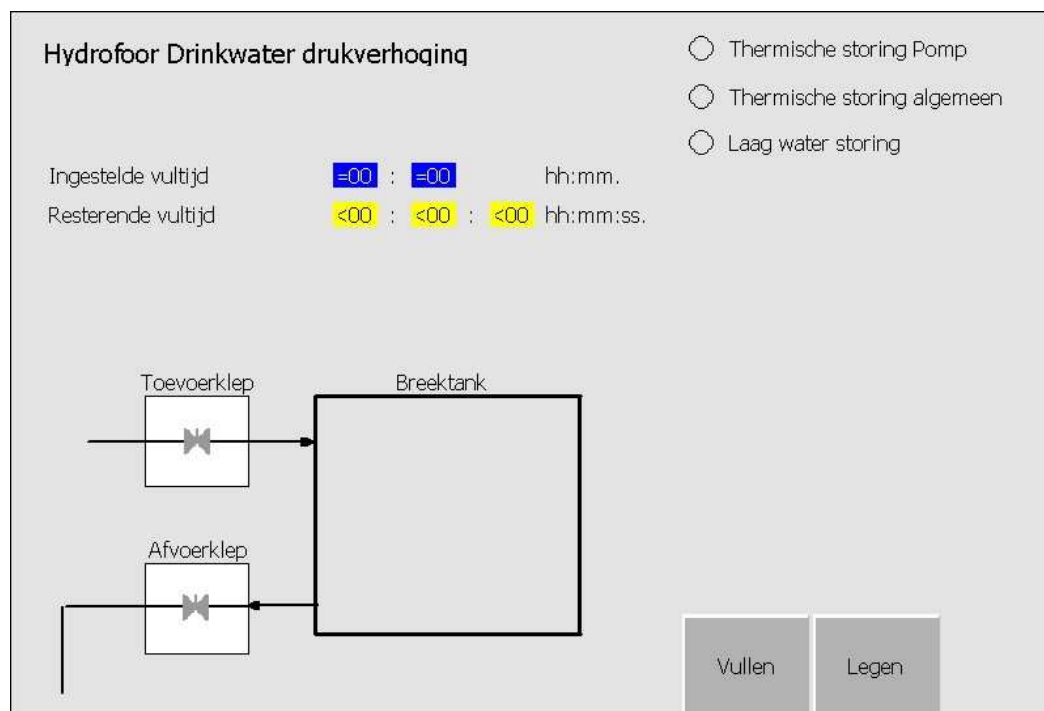 Hydrofoor Drinkwater drukverhoging
Thermische storing Pomp
Thermische storing algemeen
Laag water storing
Ingestelde vultijd =00 : =00 hh:mm.
Resterende vultijd <00 : <00 : <00 hh:mm:ss.
Toevoerklep
Breektank
Afvoerklep
Vullen
Legen